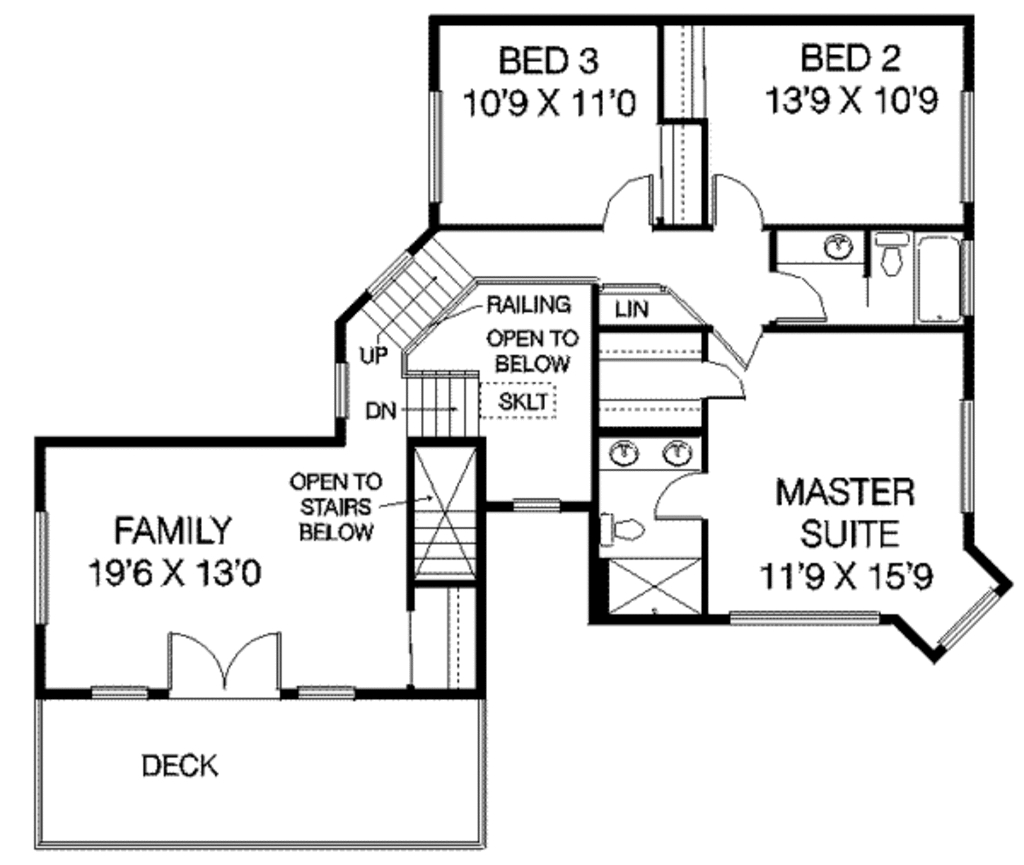 BED 3
10'9 X 11'0
BED 2
13'9 X 10'9
RAILING
LIN
OPEN TO
BELOW
UP
SKLT
DN
OPEN TO
STAIRS
BELOW
FAMILY
19'6 X 13'0
MASTER
SUITE
11'9 X 15'9
DECK